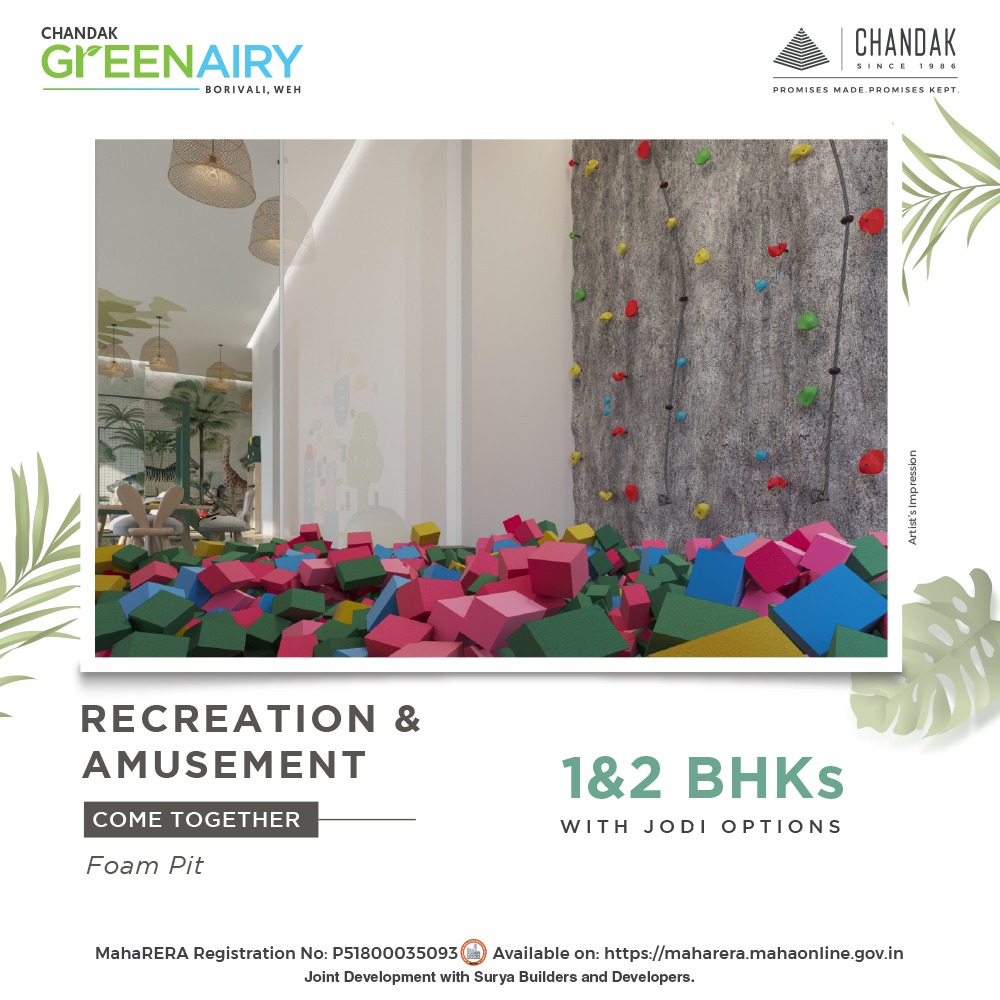 CHANDAK
GrEENAIRY
BORIVALI, WEH
CHANDAK
SINCE 1986
PROMISES MADE.PROMISES KEPT.
Artist's Impression
RECREATION &
AMUSEMENT
COME TOGETHER
Foam Pit
1&2 BHKs
WITH JODI OPTIONS
MahaRERA Registration No: P51800035093 Available on: https://maharera.mahaonline.gov.in
Joint Development with Surya Builders and Developers.